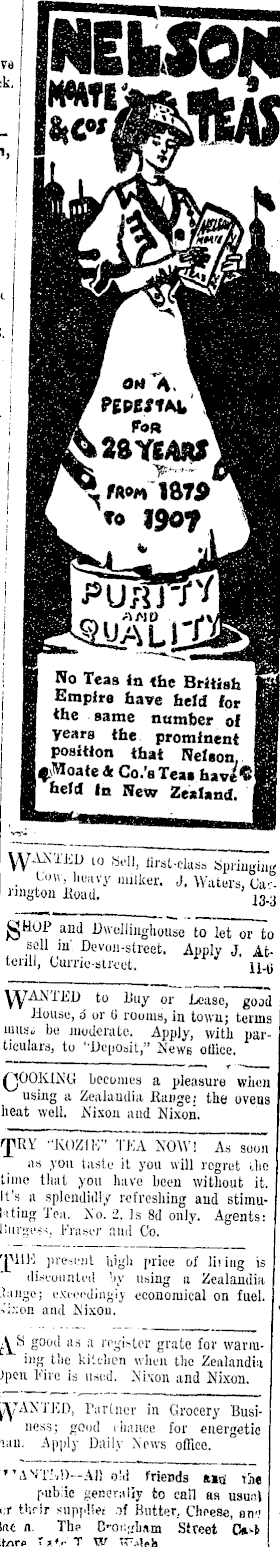 NELSON,
MOATE
& CO'S
TEAS
NELSON
MOATE
TEAS
ON A
PEDESTAL
FOR
28 YEARS
FROM 1879
TO 1907
PURITY
AND
QUALITY
No Teas in the British
Empire have held for
the same number of
years the prominent
position that Nelson,
Moate & Co.'s Teas have
held in New Zealand.
WANTED to Sell, first-class Springing
Cow, heavy milker. J. Waters, Car-
rington Road. 13-3
SHOP and Dwellinghouse to let or to
sell in Devon-street. Apply J. At-
terill, Currie-street. 11-6
WANTED to Buy or Lease, good
House, 5 or 6 rooms, in town; terms
must be moderate. Apply, with par-
ticulars, to "Deposit," News office.
COOKING becomes a pleasure when
using a Zealandia Range; the ovens
heat well. Nixon and Nixon.
TRY "KOZIE" TEA NOW! As soon
as you taste it you will regret the
time that you have been without it.
It's a splendidly refreshing and stimu-
lating Tea. No. 2, 1s 8d only. Agents:
Burgess, Fraser and Co.
THE present high price of living is
discounted by using a Zealandia
Range; exceedingly economical on fuel.
Nixon and Nixon.
AS good as a register grate for warm-
ing the kitchen when the Zealandia
Open Fire is used. Nixon and Nixon.
WANTED, Partner in Grocery Busi-
ness; good chance for energetic
man. Apply Daily News office.
WANTED--All old friends and the
public generally to call as usual
for their supplies of Butter, Cheese, and
Bacon. The Brougham Street Cash
Store. Late T. W. Walsh